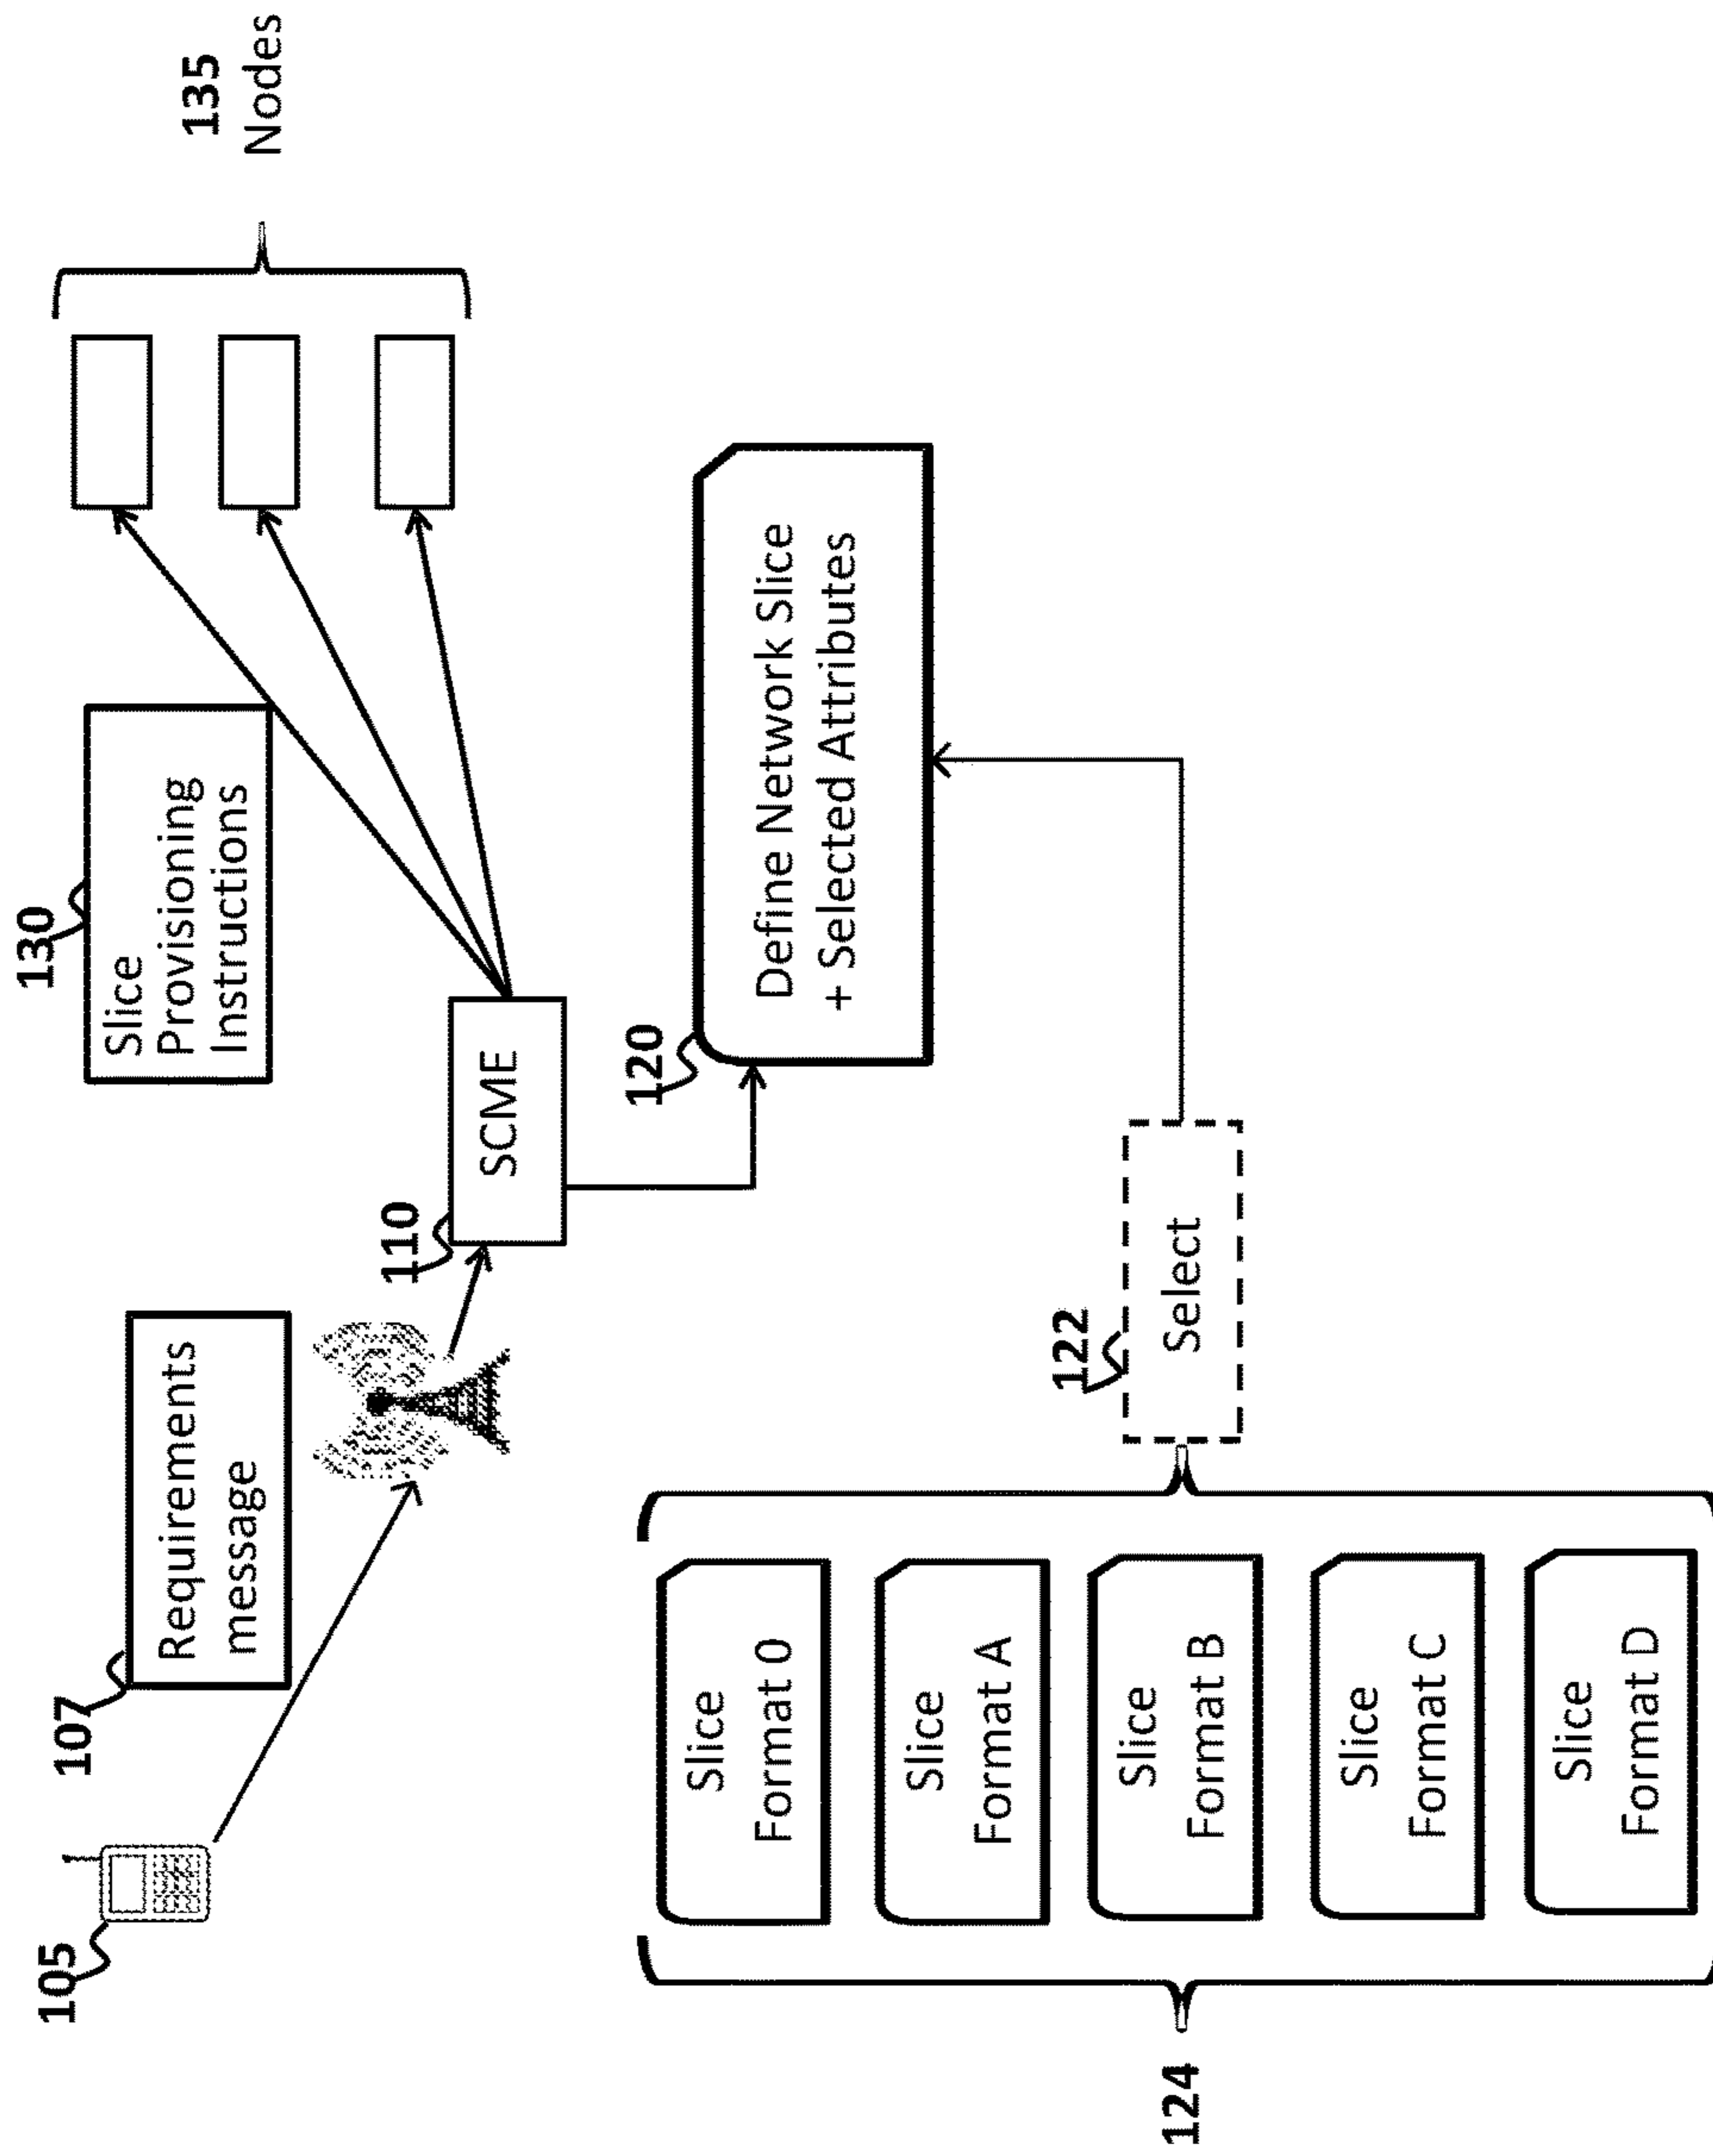 105
107
Requirements
message
110
SCME
130
Slice
Provisioning
Instructions
135
Nodes
120
Define Network Slice
+ Selected Attributes
122
Select
124
Slice
Format 0
Slice
Format A
Slice
Format B
Slice
Format C
Slice
Format D